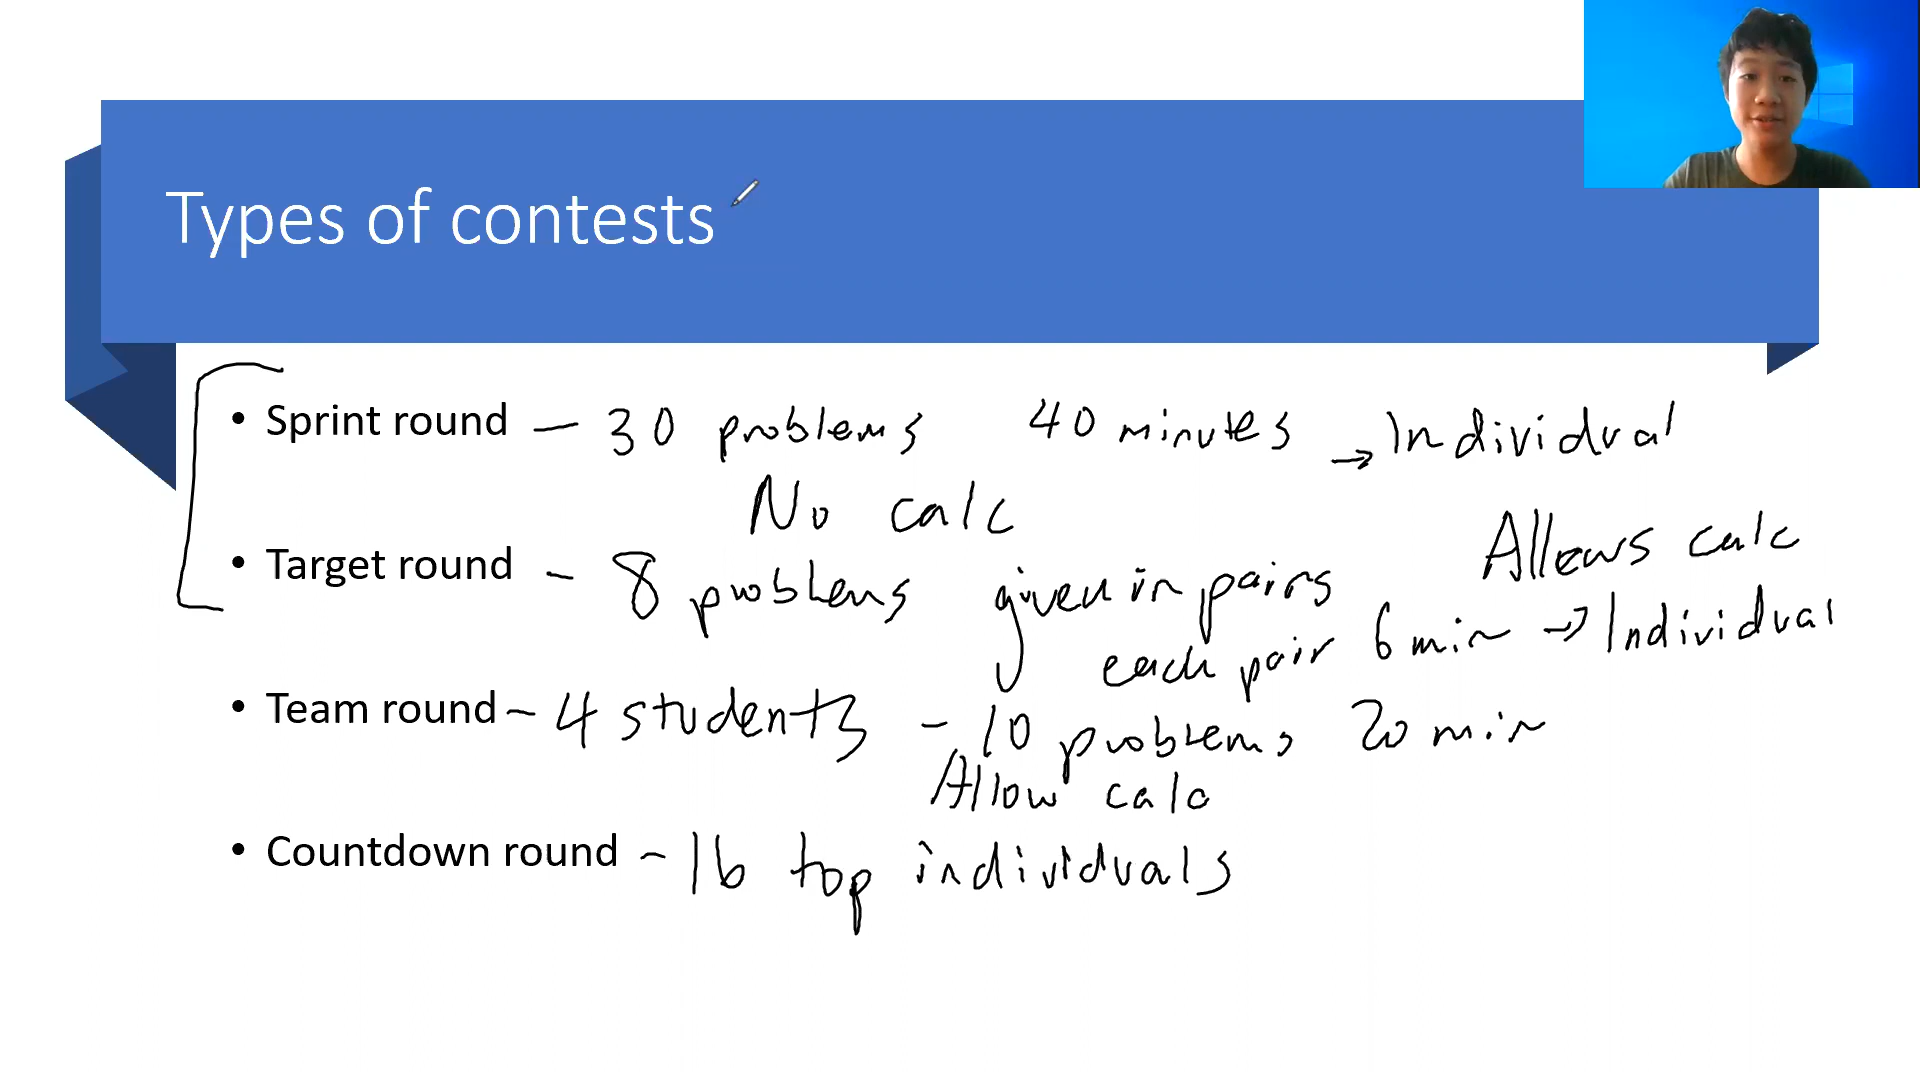 Types of contests
• Sprint round – 30 problems 40 minutes → Individual
No calc
Allows calc
• Target round – 8 problems given in pairs
each pair 6 min → Individual
• Team round – 4 students – 10 problems 20 min
Allow calc
• Countdown round – 16 top individuals